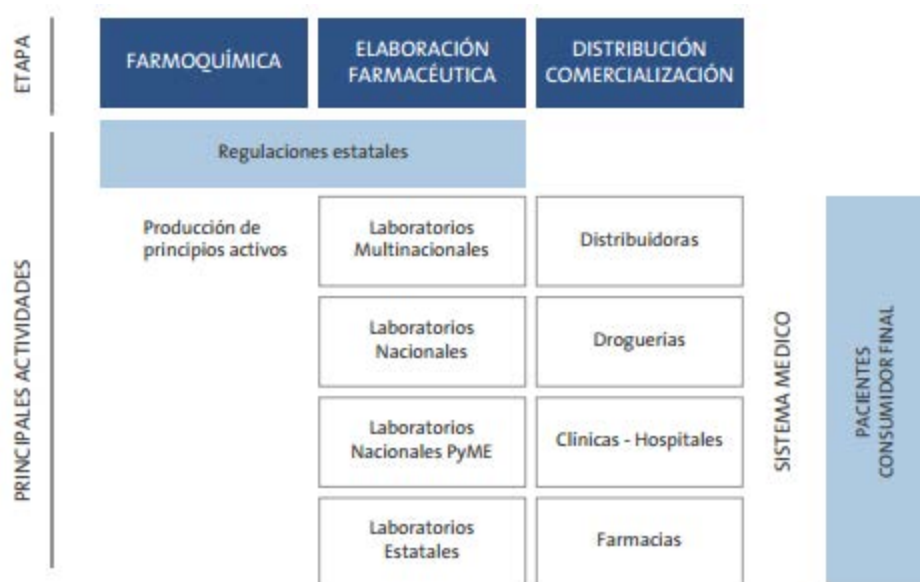 ETAPA
FARMOQUÍMICA
ELABORACIÓN
FARMACÉUTICA
DISTRIBUCIÓN
COMERCIALIZACIÓN
PRINCIPALES ACTIVIDADES
Regulaciones estatales
Producción de
principios activos
Laboratorios
Multinacionales
Distribuidoras
Laboratorios
Nacionales
Droguerías
Laboratorios
Nacionales PyME
Clínicas - Hospitales
Laboratorios
Estatales
Farmacias
SISTEMA MEDICO
PACIENTES
CONSUMIDOR FINAL